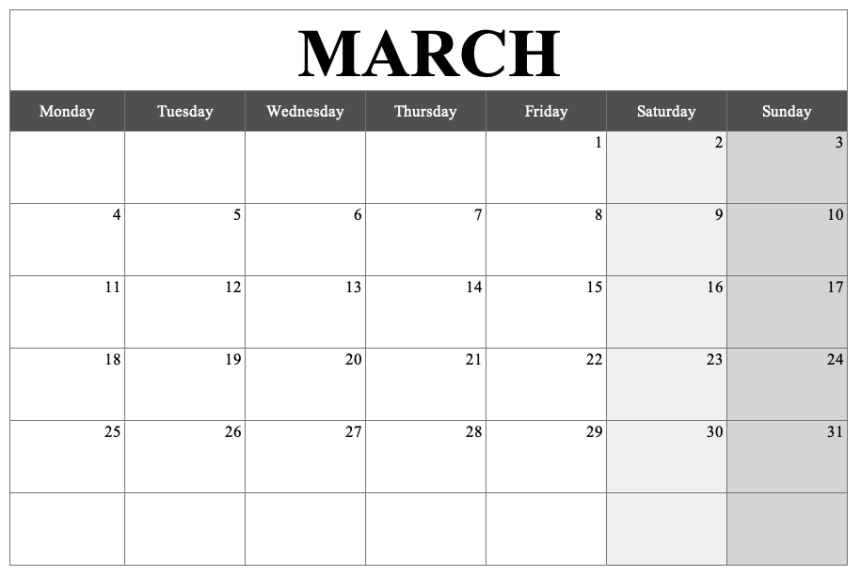 MARCH
Monday Tuesday Wednesday Thursday Friday Saturday Sunday
1 2 3
4 5 6 7 8 9 10
11 12 13 14 15 16 17
18 19 20 21 22 23 24
25 26 27 28 29 30 31